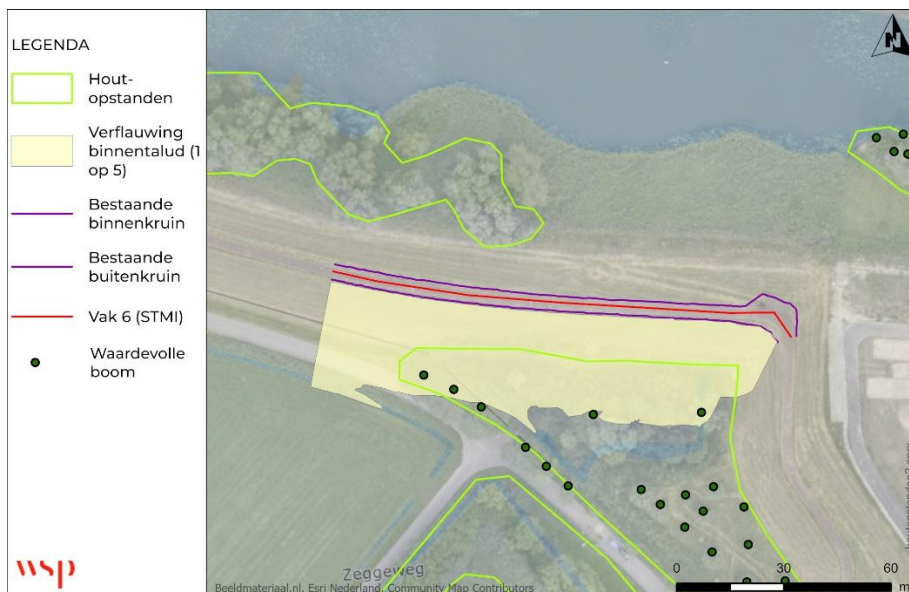 LEGENDA
Hout-
opstanden
Verflauwing
binnentalud (1
op 5)
Bestaande
binnenkruin
Bestaande
buitenkruin
Vak 6 (STMI)
Waardevolle
boom
wsp
N
Zeggeweg
Beeldmateriaal.nl, Esri Nederland, Community Map Contributors
0 30 60
m